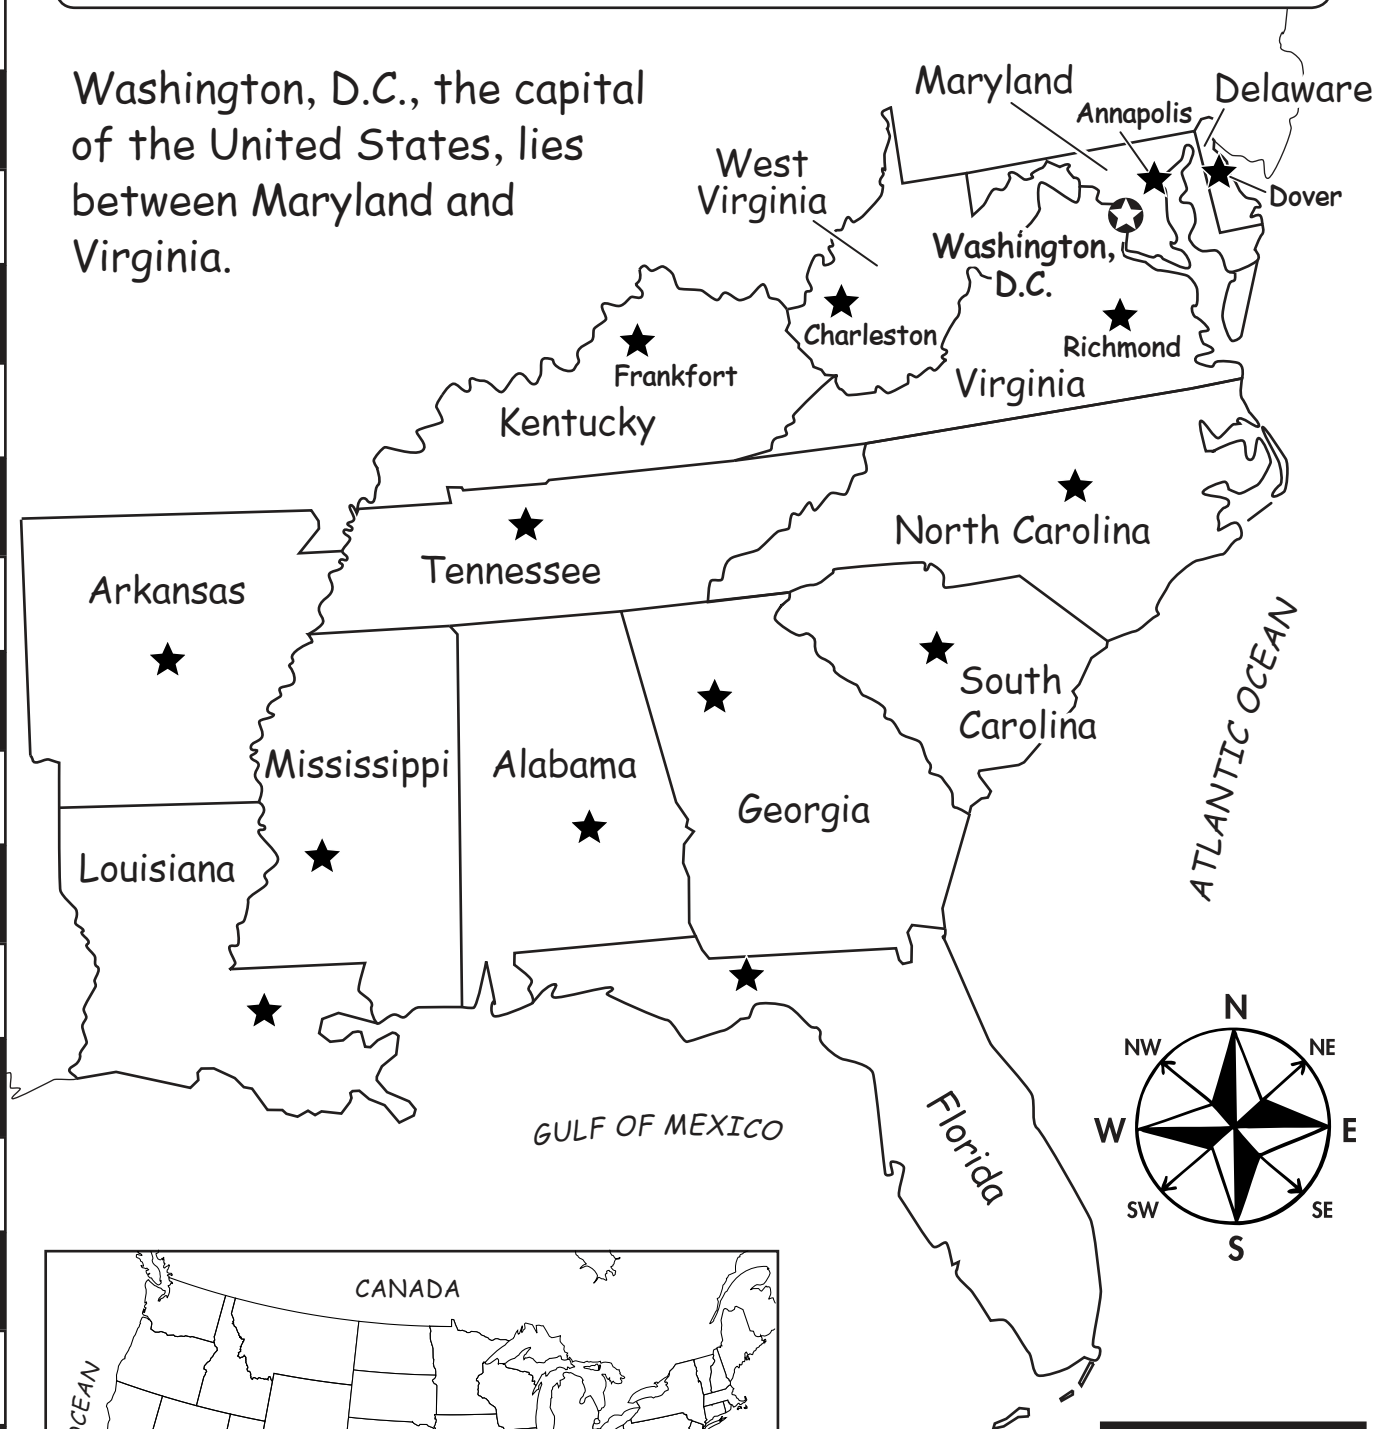 Washington, D.C., the capital
of the United States, lies
between Maryland and
Virginia.
Maryland
Delaware
Annapolis
West
Virginia
Dover
Washington,
D.C.
Charleston
Richmond
Frankfort
Virginia
Kentucky
North Carolina
Tennessee
Arkansas
South
Carolina
ATLANTIC OCEAN
Mississippi
Alabama
Georgia
Louisiana
GULF OF MEXICO
Florida
N
NW
NE
W
E
SW
SE
S
CANADA
OCEAN